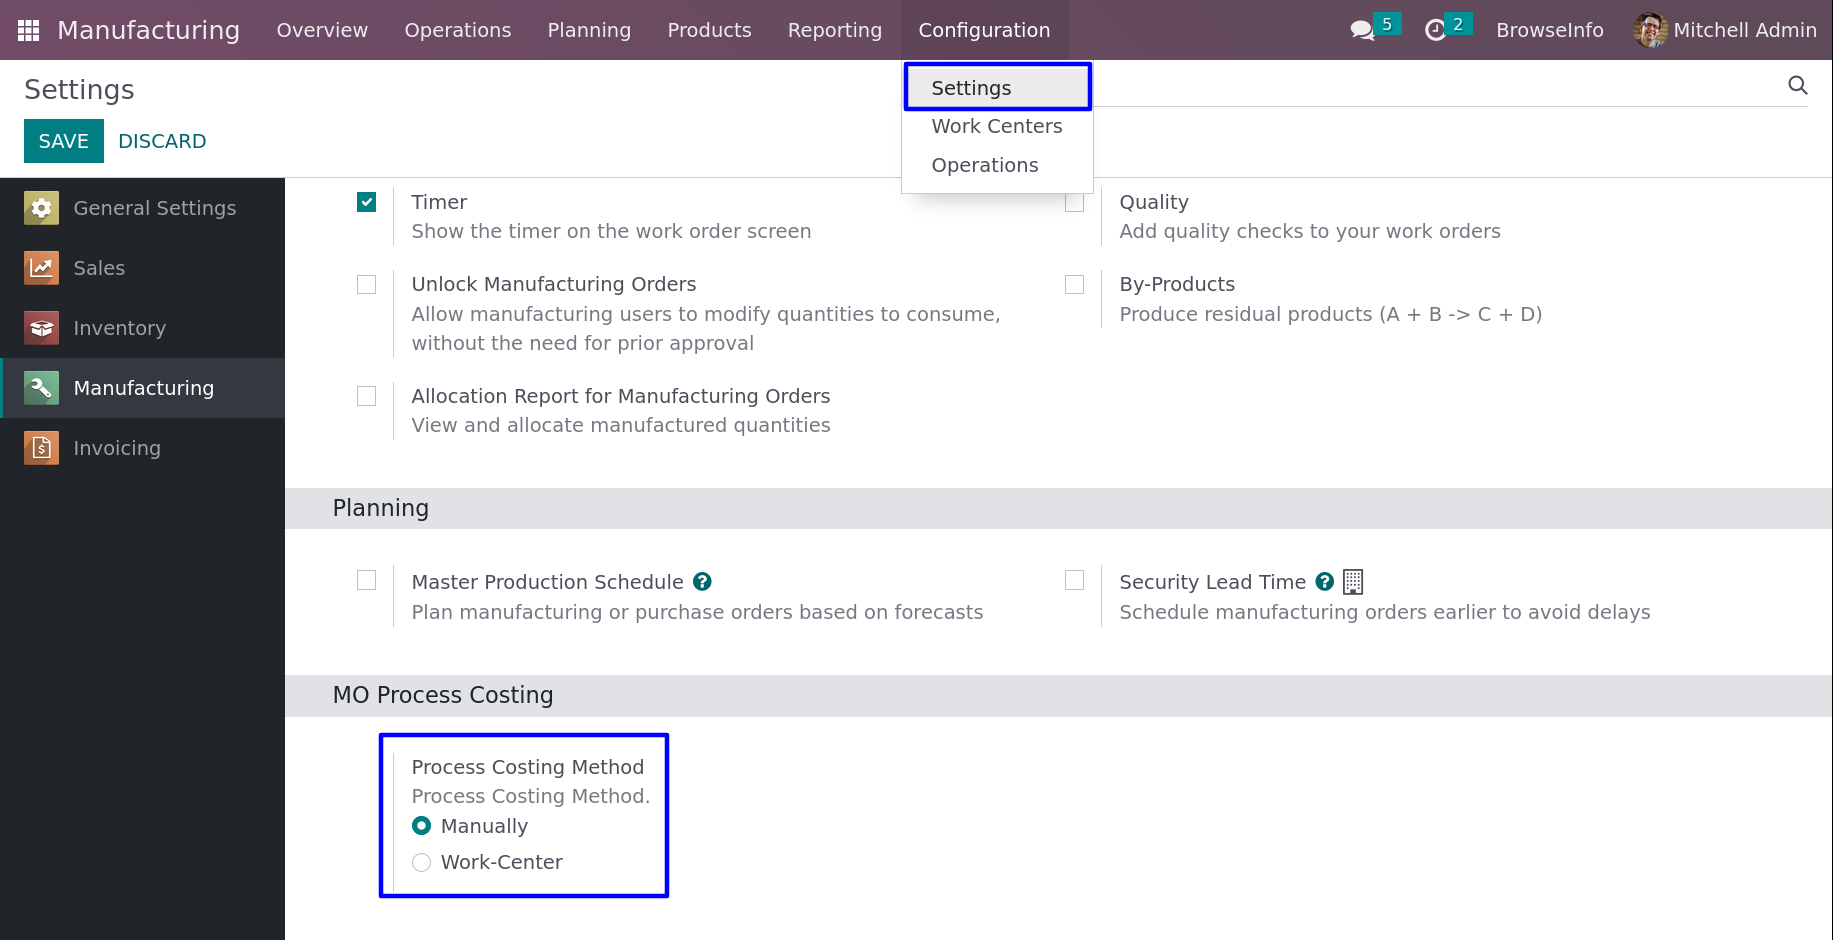 Manufacturing Overview Operations Planning Products Reporting Configuration 5 2 BrowseInfo Mitchell Admin
Settings
Settings
Work Centers
Operations
SAVE DISCARD
General Settings
Sales
Inventory
Manufacturing
Invoicing
Timer
Show the timer on the work order screen
Quality
Add quality checks to your work orders
Unlock Manufacturing Orders
Allow manufacturing users to modify quantities to consume,
without the need for prior approval
By-Products
Produce residual products (A + B -> C + D)
Allocation Report for Manufacturing Orders
View and allocate manufactured quantities
Planning
Master Production Schedule ?
Plan manufacturing or purchase orders based on forecasts
Security Lead Time ?
Schedule manufacturing orders earlier to avoid delays
MO Process Costing
Process Costing Method
Process Costing Method.
Manually
Work-Center